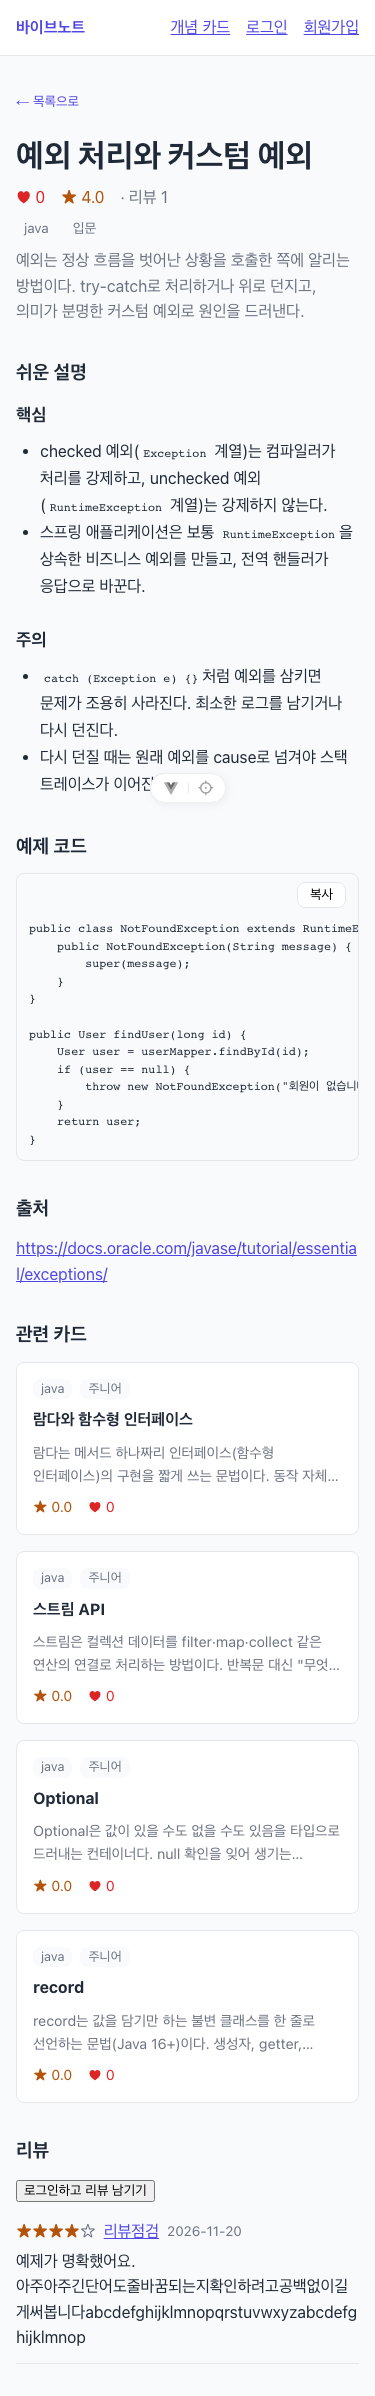 바이브노트 개념 카드 로그인 회원가입
← 목록으로
예외 처리와 커스텀 예외
♥ 0 ★ 4.0 · 리뷰 1
java 입문
예외는 정상 흐름을 벗어난 상황을 호출한 쪽에 알리는
방법이다. try-catch로 처리하거나 위로 던지고,
의미가 분명한 커스텀 예외로 원인을 드러낸다.
쉬운 설명
핵심
• checked 예외( Exception 계열)는 컴파일러가
처리를 강제하고, unchecked 예외
( RuntimeException 계열)는 강제하지 않는다.
• 스프링 애플리케이션은 보통 RuntimeException 을
상속한 비즈니스 예외를 만들고, 전역 핸들러가
응답으로 바꾼다.
주의
• catch (Exception e) {} 처럼 예외를 삼키면
문제가 조용히 사라진다. 최소한 로그를 남기거나
다시 던진다.
• 다시 던질 때는 원래 예외를 cause로 넘겨야 스택
트레이스가
예제 코드
복사
public class NotFoundException extends RuntimeE
    public NotFoundException(String message) {
        super(message);
    }
}
public User findUser(long id) {
    User user = userMapper.findById(id);
    if (user == null) {
        throw new NotFoundException("회원이 없습니
    }
    return user;
}
출처
https://docs.oracle.com/javase/tutorial/essentia
l/exceptions/
관련 카드
java 주니어
람다와 함수형 인터페이스
람다는 메서드 하나짜리 인터페이스(함수형
인터페이스)의 구현을 짧게 쓰는 문법이다. 동작 자체...
★ 0.0 ♥ 0
java 주니어
스트림 API
스트림은 컬렉션 데이터를 filter·map·collect 같은
연산의 연결로 처리하는 방법이다. 반복문 대신 "무엇...
★ 0.0 ♥ 0
java 주니어
Optional
Optional은 값이 있을 수도 없을 수도 있음을 타입으로
드러내는 컨테이너다. null 확인을 잊어 생기는...
★ 0.0 ♥ 0
java 주니어
record
record는 값을 담기만 하는 불변 클래스를 한 줄로
선언하는 문법(Java 16+)이다. 생성자, getter,...
★ 0.0 ♥ 0
리뷰
로그인하고 리뷰 남기기
★★★★☆ 리뷰점검 2026-11-20
예제가 명확했어요.
아주아주긴단어도줄바꿈되는지확인하려고공백없이길
게써봅니다abcdefghijklmnopqrstuvwxyzabcdefg
hijklmnop